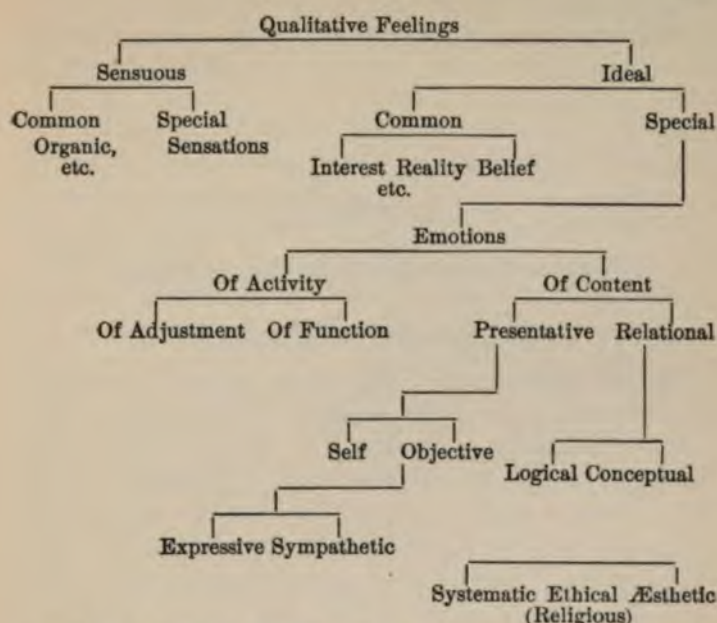 Qualitative Feelings
Sensuous Ideal
Common Special Common Special
Organic, Sensations
etc.
Interest Reality Belief
etc.
Emotions
Of Activity Of Content
Of Adjustment Of Function Presentative Relational
Self Objective
Logical Conceptual
Expressive Sympathetic
Systematic Ethical Æsthetic
(Religious)